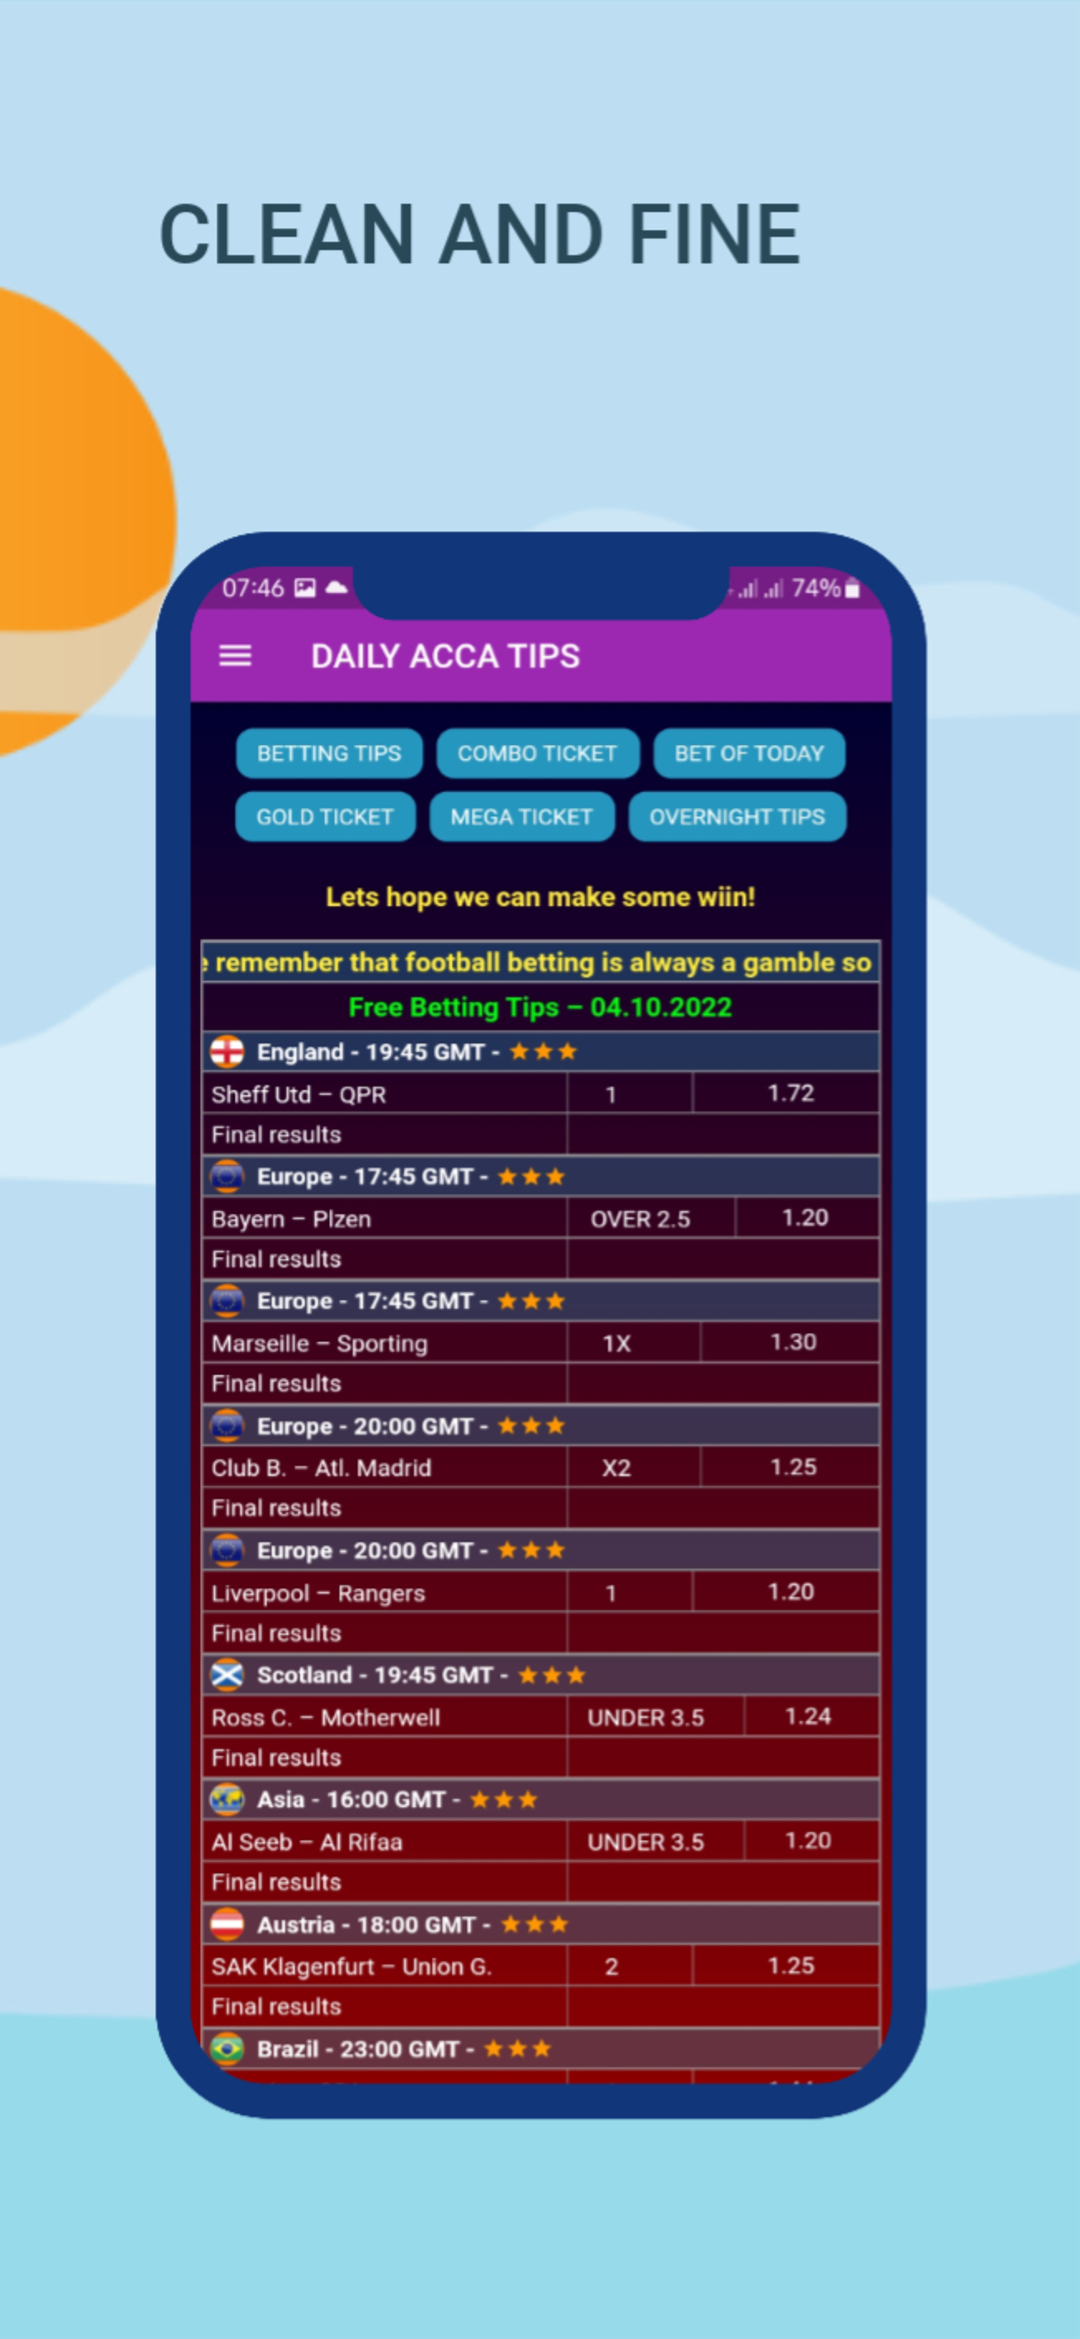 CLEAN AND FINE
07:46 74%
DAILY ACCA TIPS
BETTING TIPS COMBO TICKET BET OF TODAY
GOLD TICKET MEGA TICKET OVERNIGHT TIPS
Lets hope we can make some wiin!
remember that football betting is always a gamble so
Free Betting Tips – 04.10.2022
England - 19:45 GMT - ★★★
Sheff Utd – QPR 1 1.72
Final results
Europe - 17:45 GMT - ★★★
Bayern – Plzen OVER 2.5 1.20
Final results
Europe - 17:45 GMT - ★★★
Marseille – Sporting 1X 1.30
Final results
Europe - 20:00 GMT - ★★★
Club B. – Atl. Madrid X2 1.25
Final results
Europe - 20:00 GMT - ★★★
Liverpool – Rangers 1 1.20
Final results
Scotland - 19:45 GMT - ★★★
Ross C. – Motherwell UNDER 3.5 1.24
Final results
Asia - 16:00 GMT - ★★★
Al Seeb – Al Rifaa UNDER 3.5 1.20
Final results
Austria - 18:00 GMT - ★★★
SAK Klagenfurt – Union G. 2 1.25
Final results
Brazil - 23:00 GMT - ★★★